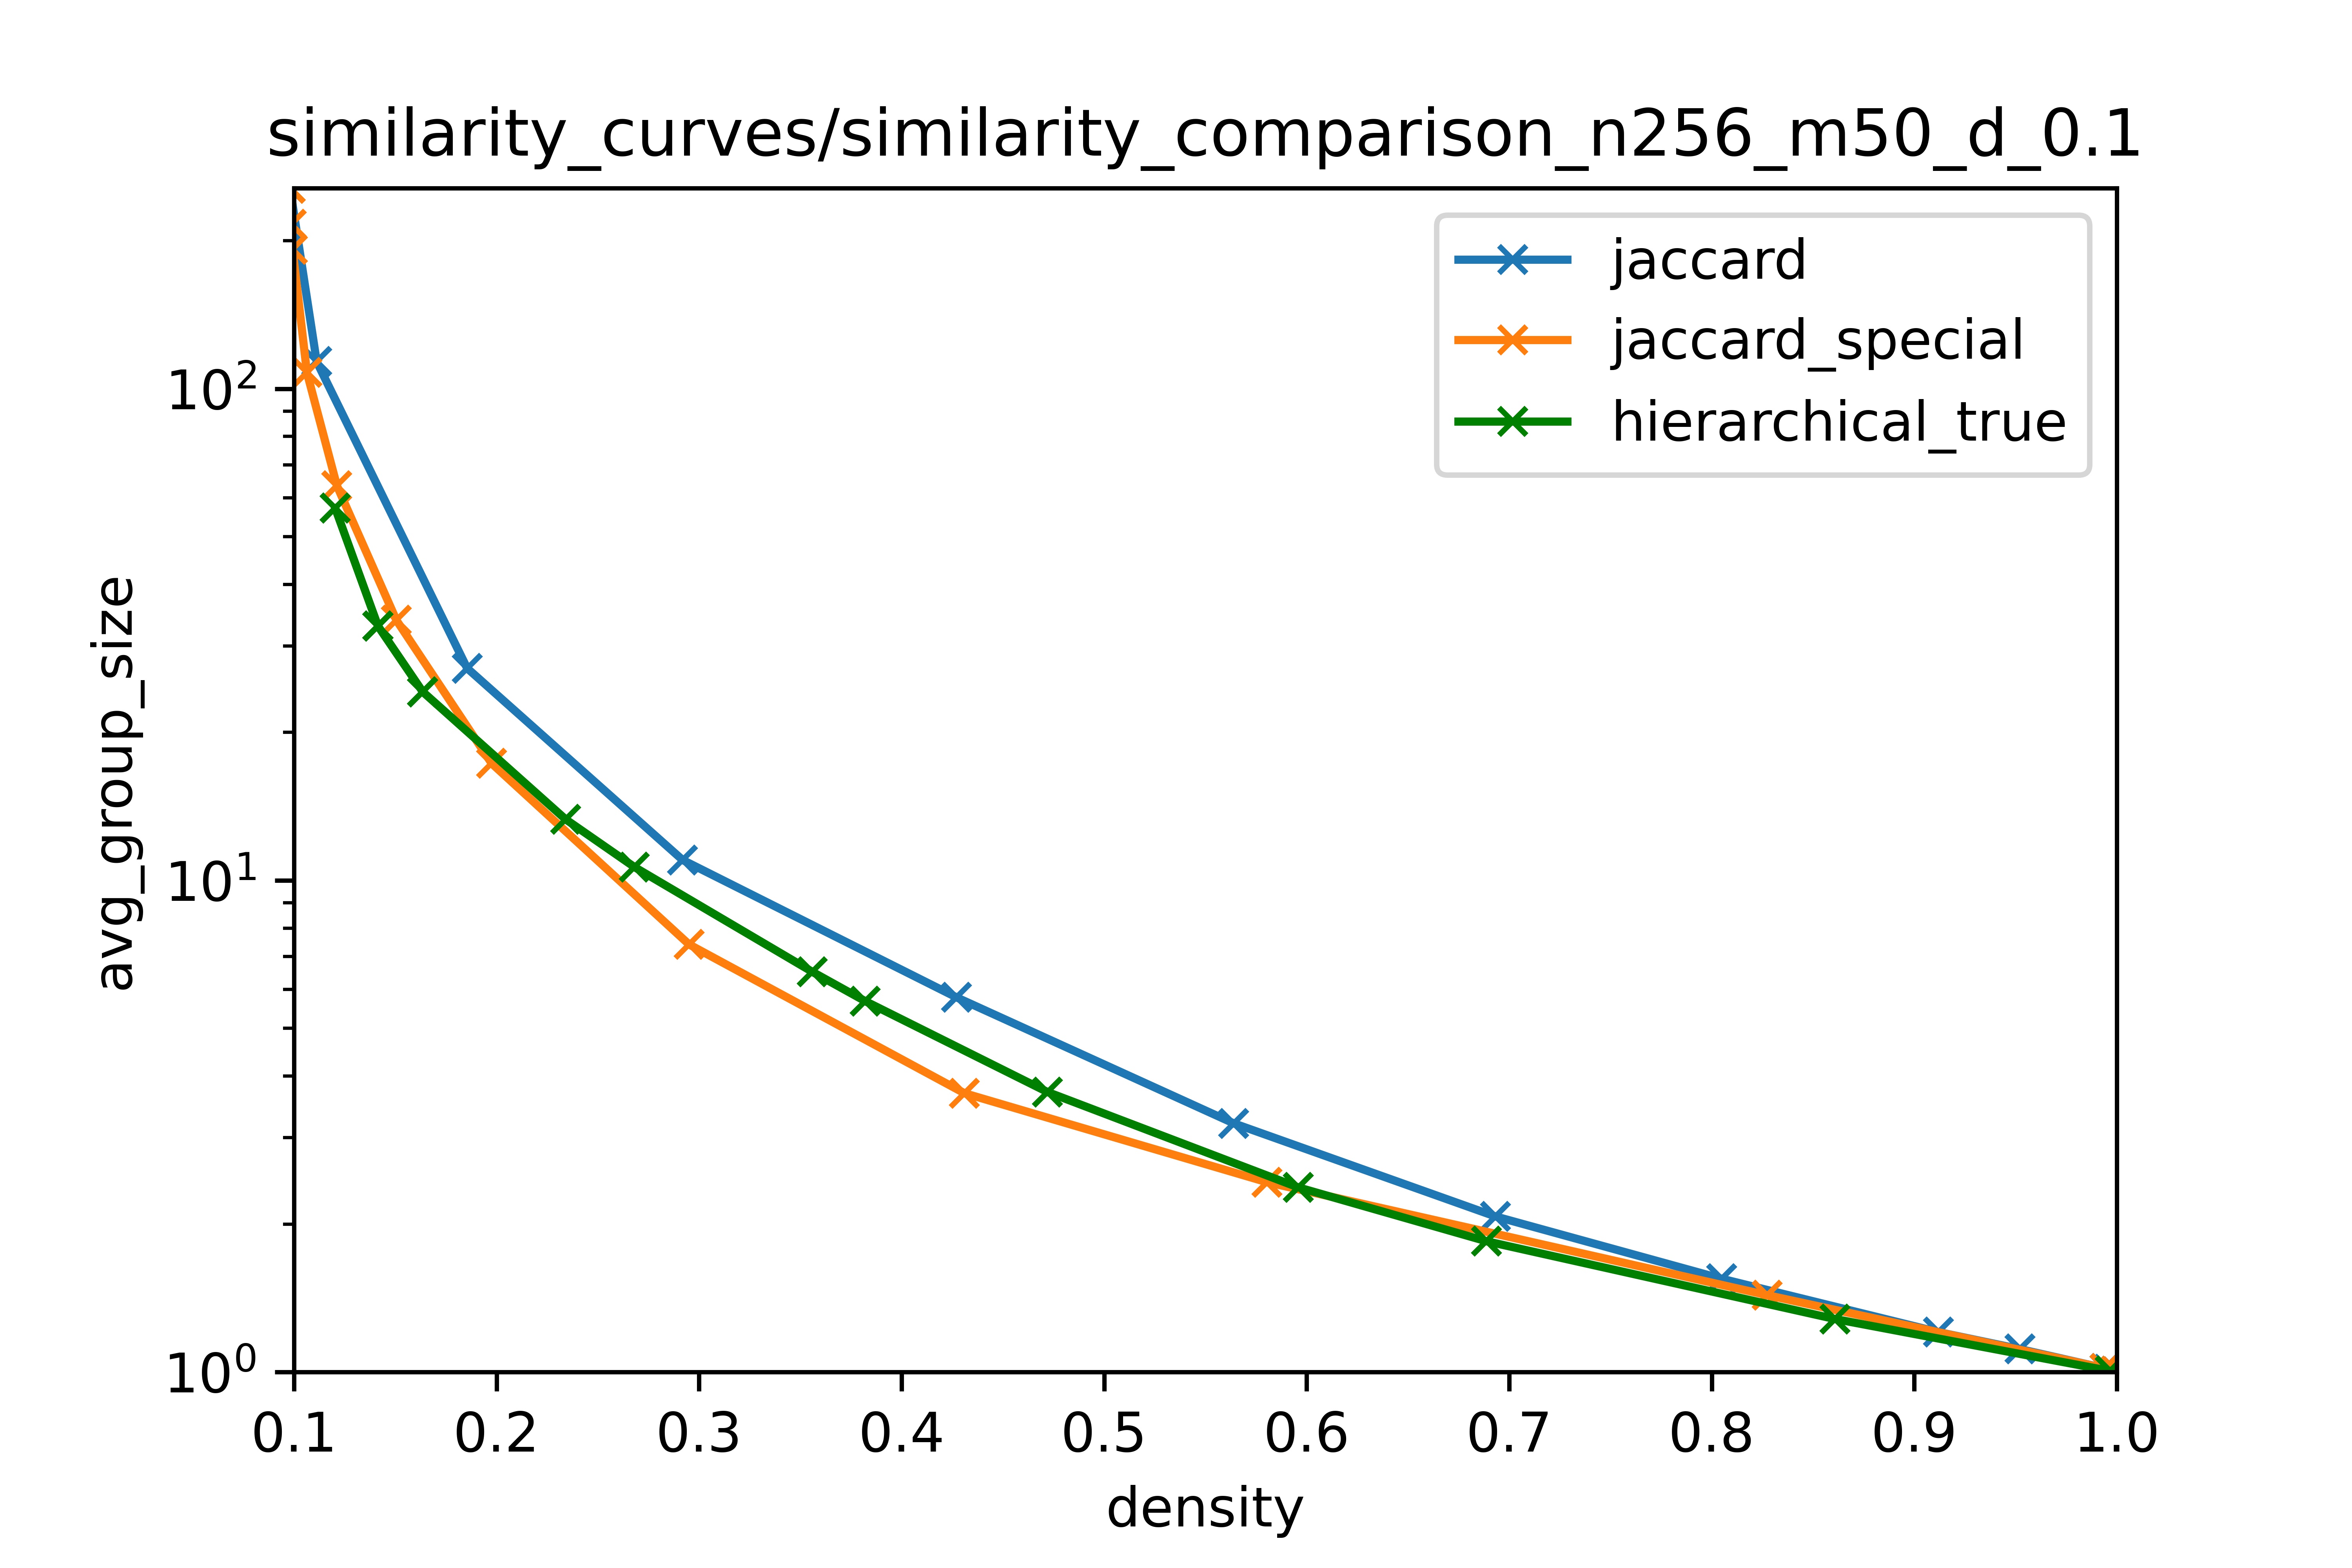 similarity_curves/similarity_comparison_n256_m50_d_0.1
jaccard
jaccard_special
hierarchical_true
avg_group_size
10²
10¹
10⁰
0.1 0.2 0.3 0.4 0.5 0.6 0.7 0.8 0.9 1.0
density